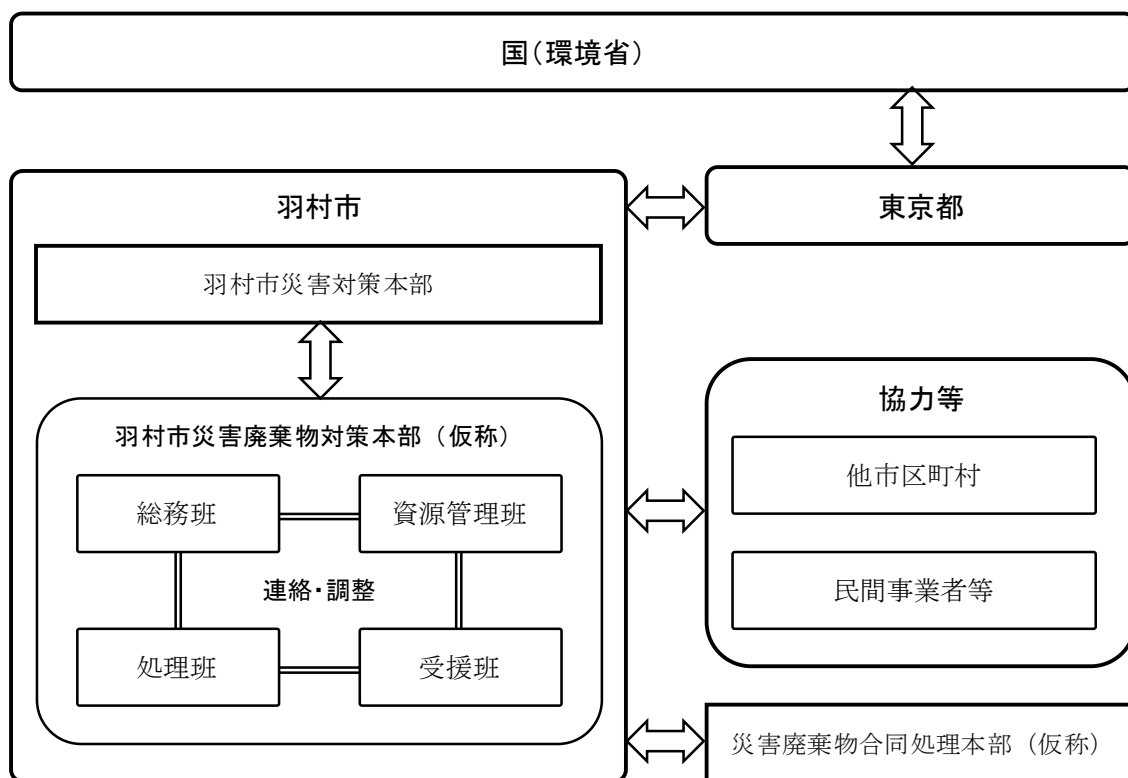 国（環境省）
羽村市
東京都
羽村市災害対策本部
羽村市災害廃棄物対策本部（仮称）
総務班
資源管理班
連絡・調整
処理班
受援班
協力等
他市区町村
民間事業者等
災害廃棄物合同処理本部（仮称）